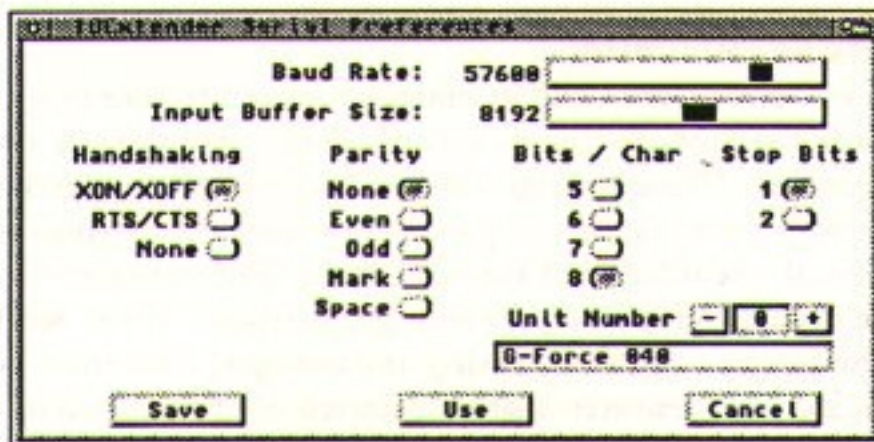 IOExtender Serial Preferences
Baud Rate: 57600
Input Buffer Size: 8192
Handshaking Parity Bits / Char Stop Bits
XON/XOFF None 5 1
RTS/CTS Even 6 2
None Odd 7
Mark 8
Space
Unit Number - 0 +
G-Force 040
Save Use Cancel